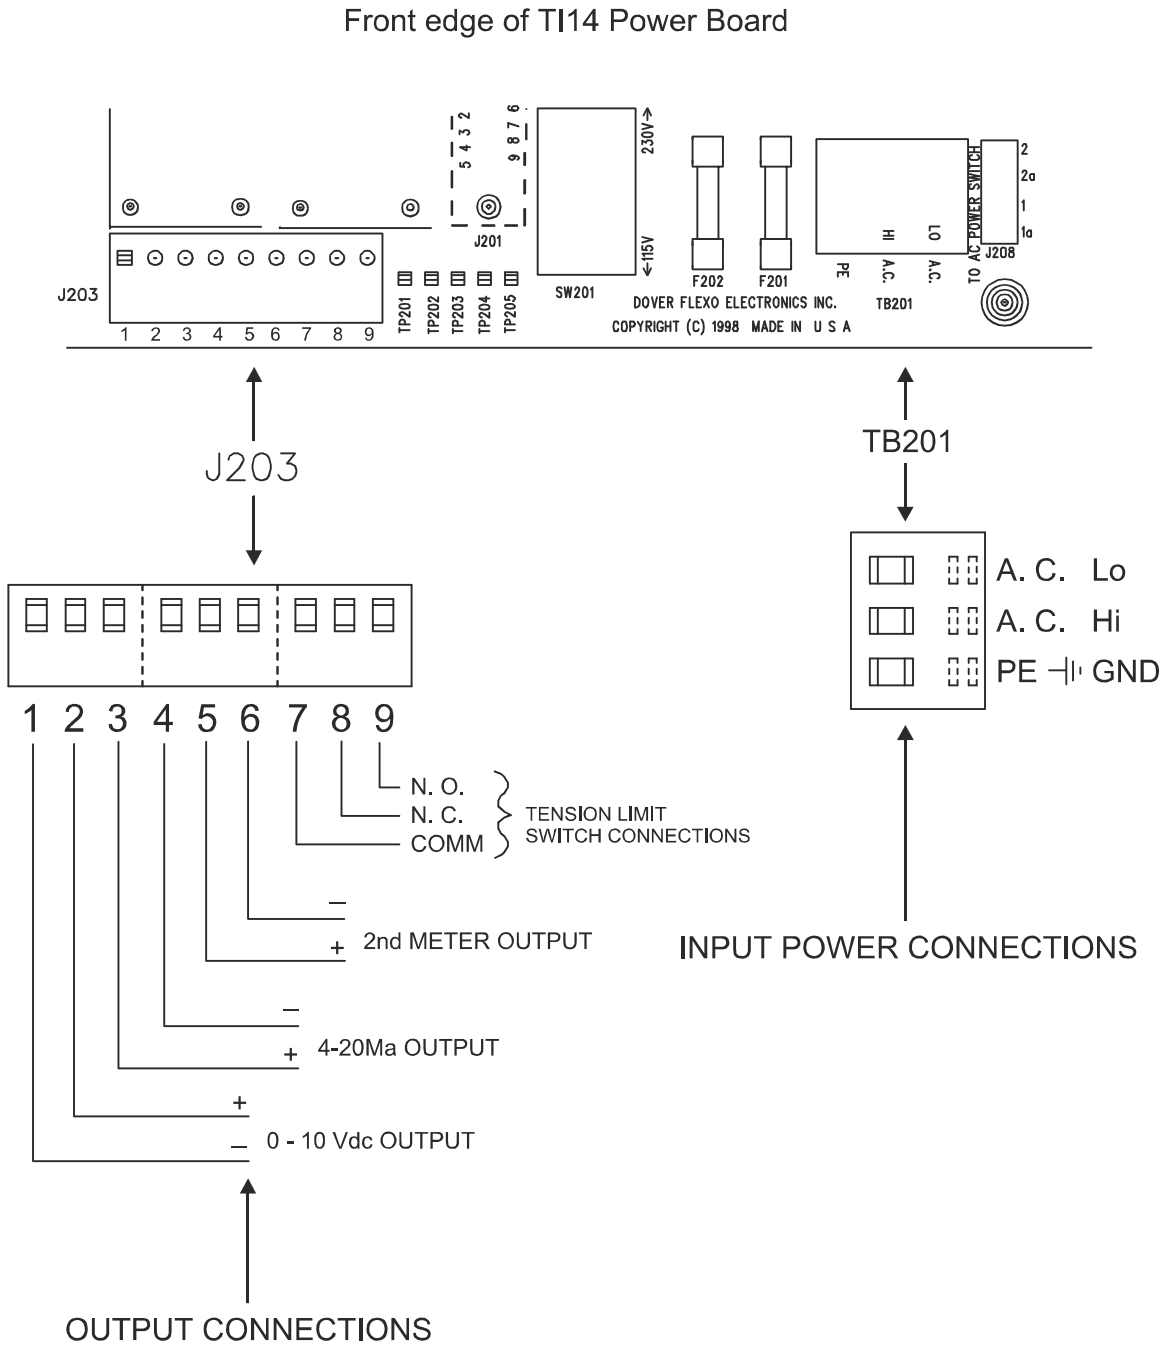 Front edge of TI14 Power Board
5 4 3 2
9 8 7 6
J201
230V→
←115V
SW201
F202
F201
PE
A.C. HI
A.C. LO
TB201
TO AC POWER SWITCH
2
2a
1
1a
J208
J203
1 2 3 4 5 6 7 8 9
TP201
TP202
TP203
TP204
TP205
DOVER FLEXO ELECTRONICS INC.
COPYRIGHT (C) 1998 MADE IN U S A
J203
TB201
A. C. Lo
A. C. Hi
PE GND
1 2 3 4 5 6 7 8 9
N. O.
N. C.
COMM
TENSION LIMIT
SWITCH CONNECTIONS
−
+
2nd METER OUTPUT
−
+
4-20Ma OUTPUT
+
−
0 - 10 Vdc OUTPUT
INPUT POWER CONNECTIONS
OUTPUT CONNECTIONS